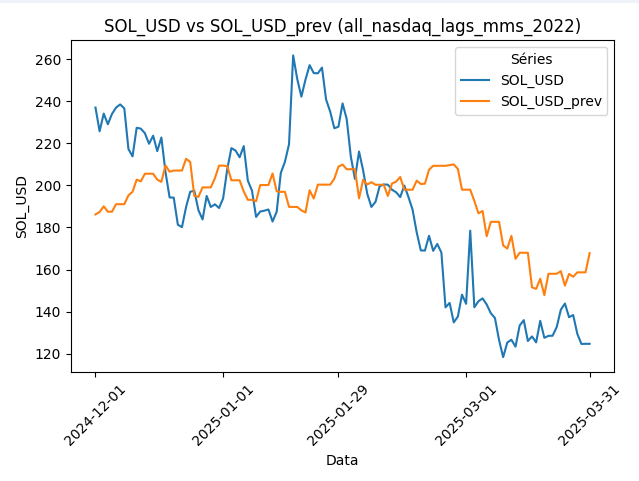 SOL_USD vs SOL_USD_prev (all_nasdaq_lags_mms_2022)
Séries
SOL_USD
SOL_USD_prev
260
240
220
200
180
160
140
120
SOL_USD
2024-12-01
2025-01-01
2025-01-29
2025-03-01
2025-03-31
Data